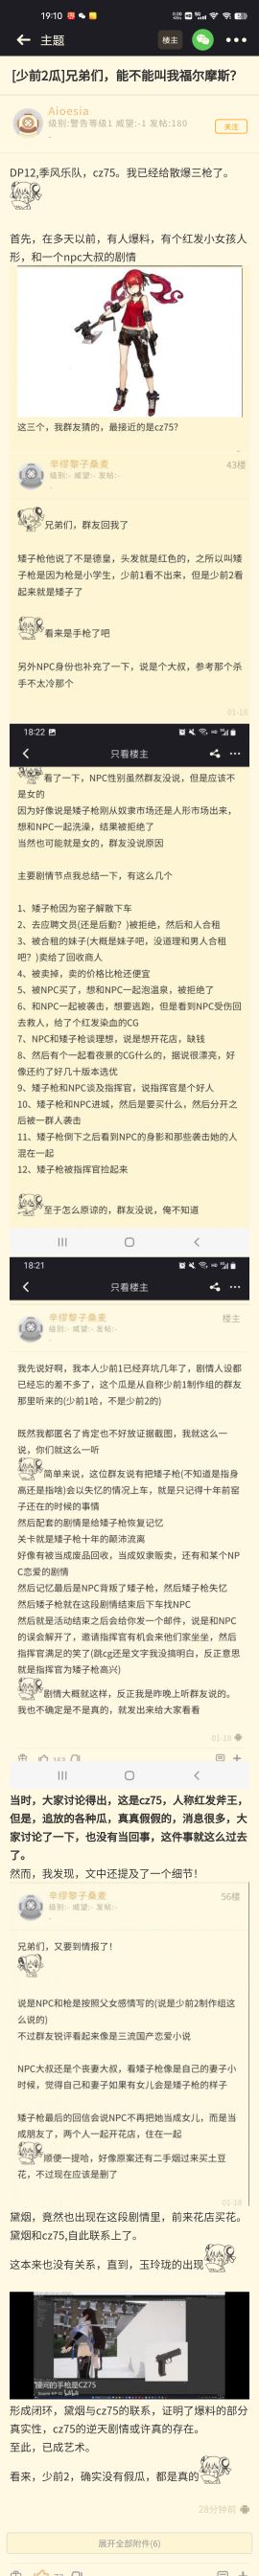 19:10
主题
楼主
[少前2瓜]兄弟们，能不能叫我福尔摩斯?
Aioesia
级别:警告等级1 威望:-1 发帖:180
关注
DP12,季风乐队，cz75。我已经给散爆三枪了。
首先，在多天以前，有人爆料，有个红发小女孩人
形，和一个npc大叔的剧情
这三个，我群友猜的，最接近的是cz75?
辛缪黎子桑麦
43楼
级别:- 威望:- 发帖:-
兄弟们，群友回我了
矮子枪他说了不是德皇，头发就是红色的，之所以叫矮
子枪是因为枪是小学生，少前1看不出来，但是少前2看
起来就是矮子了
看来是手枪了吧
另外NPC身份也补充了一下，说是个大叔，参考那个杀
手不太冷那个
01-18
18:22
只看楼主
看了一下，NPC性别虽然群友没说，但是应该不
是女的
因为好像说是矮子枪刚从奴隶市场还是人形市场出来，
想和NPC一起洗澡，结果被拒绝了
当然也可能就是女的，群友没说原因
主要剧情节点我总结一下，有这么几个
1、矮子枪因为窑子解散下车
2、去应聘文员(还是后勤? )被拒绝，然后和人合租
3、被合租的妹子(大概是妹子吧，没道理和男人合租
吧? )卖给了回收商人
4、被卖掉，卖的价格比枪还便宜
5、被NPC买了，想和NPC一起泡温泉，被拒绝了
6、和NPC一起被袭击，想要逃跑，但是看到NPC受伤回
去救人，给了个红发染血的CG
7、NPC和矮子枪谈理想，说是想开花店，缺钱
8、然后有个一起看夜景的CG什么的，据说很漂亮，好
像还约了好几十版本选优
9、矮子枪和NPC谈及指挥官，说指挥官是个好人
10、矮子枪和NPC进城，然后是要买什么，然后分开之
后被一群人袭击
11、矮子枪倒下之后看到NPC的身影和那些袭击她的人
混在一起
12、矮子枪被指挥官捡起来
至于怎么原谅的，群友没说，俺不知道
18:21
只看楼主
辛缪黎子桑麦
楼主
级别:- 威望:- 发帖:-
我先说好啊，我本人少前1已经弃坑几年了，剧情人设都
已经忘的差不多了，这个瓜是从自称少前1制作组的群友
那里听来的(少前1哈，不是少前2的)
既然我都匿名了肯定也不好放证据截图，我就这么一
说，你们就这么一听
简单来说，这位群友说有把矮子枪(不知道是指身
高还是指啥)会以失忆的情况上车，就是只记得十年前窑
子还在的时候的事情
然后配套的剧情是给矮子枪恢复记忆
关卡就是矮子枪十年的颠沛流离
好像有被当成废品回收，当成奴隶贩卖，还有和某个NP
C恋爱的剧情
然后记忆最后是NPC背叛了矮子枪，然后矮子枪失忆
然后矮子枪就在这段剧情结束后下车找NPC
然后就是活动结束之后会给你发一个邮件，说是和NPC
的误会解开了，邀请指挥官有机会来他们家坐坐，然后
指挥官满足的笑了(跳cg还是文字我没搞明白，反正意思
就是指挥官为矮子枪高兴)
剧情大概就这样，反正我是昨晚上听群友说的。
我也不确定是不是真的，就发出来给大家看看
01-18
当时，大家讨论得出，这是cz75，人称红发斧王，
但是，追放的各种瓜，真真假假的，消息很多，大
家讨论了一下，也没有当回事，这件事就这么过去
了。
然而，我发现，文中还提及了一个细节!
辛缪黎子桑麦
56楼
级别:- 威望:- 发帖:-
兄弟们，又要到情报了!
说是NPC和枪是按照父女感情写的(说是少前2制作组这
么说的)
不过群友锐评看起来像是三流国产恋爱小说
NPC大叔还是个丧妻大叔，看矮子枪像是自己的妻子小
时候，觉得自己和妻子如果有女儿会是矮子枪的样子
矮子枪最后的回信会说NPC不再把她当成女儿，而是当
成朋友了，两个人一起开花店，住在一起
顺便一提哈，好像原案还有二手烟过来买土豆
花，不过现在应该是删了
01-18
黛烟，竟然也出现在这段剧情里，前来花店买花。
黛烟和cz75,自此联系上了。
这本来也没有关系，直到，玉玲珑的出现
腰间的手枪是CZ75
形成闭环，黛烟与cz75的联系，证明了爆料的部分
真实性，cz75的逆天剧情或许真的存在。
至此，已成艺术。
看来，少前2，确实没有假瓜，都是真的
28分钟前
展开全部附件(6)